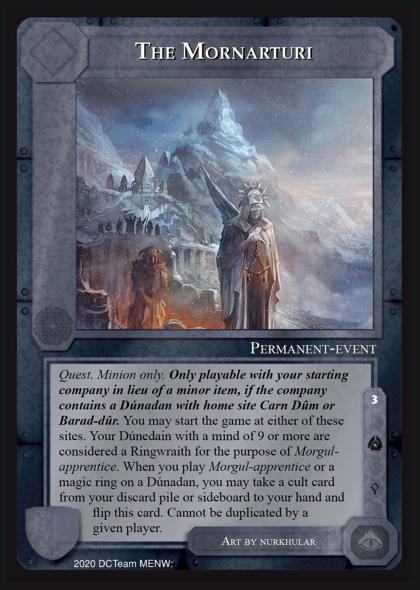 The Mornarturi
Permanent-event
Quest. Minion only. Only playable with your starting
company in lieu of a minor item, if the company
contains a Dúnadan with home site Carn Dûm or
Barad-dûr. You may start the game at either of these
sites. Your Dúnedain with a mind of 9 or more are
considered a Ringwraith for the purpose of Morgul-
apprentice. When you play Morgul-apprentice or a
magic ring on a Dúnadan, you may take a cult card
from your discard pile or sideboard to your hand and
flip this card. Cannot be duplicated by a
given player.
3
Art by nurkhular
2020 DCTeam MENW: